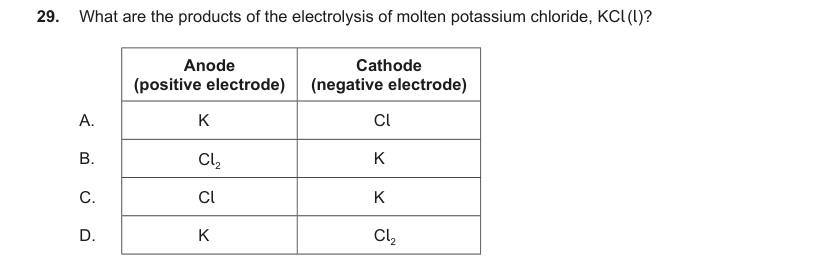 29. What are the products of the electrolysis of molten potassium chloride, KCl(l)?
Anode Cathode
(positive electrode) (negative electrode)
A. K Cl
B. Cl₂ K
C. Cl K
D. K Cl₂